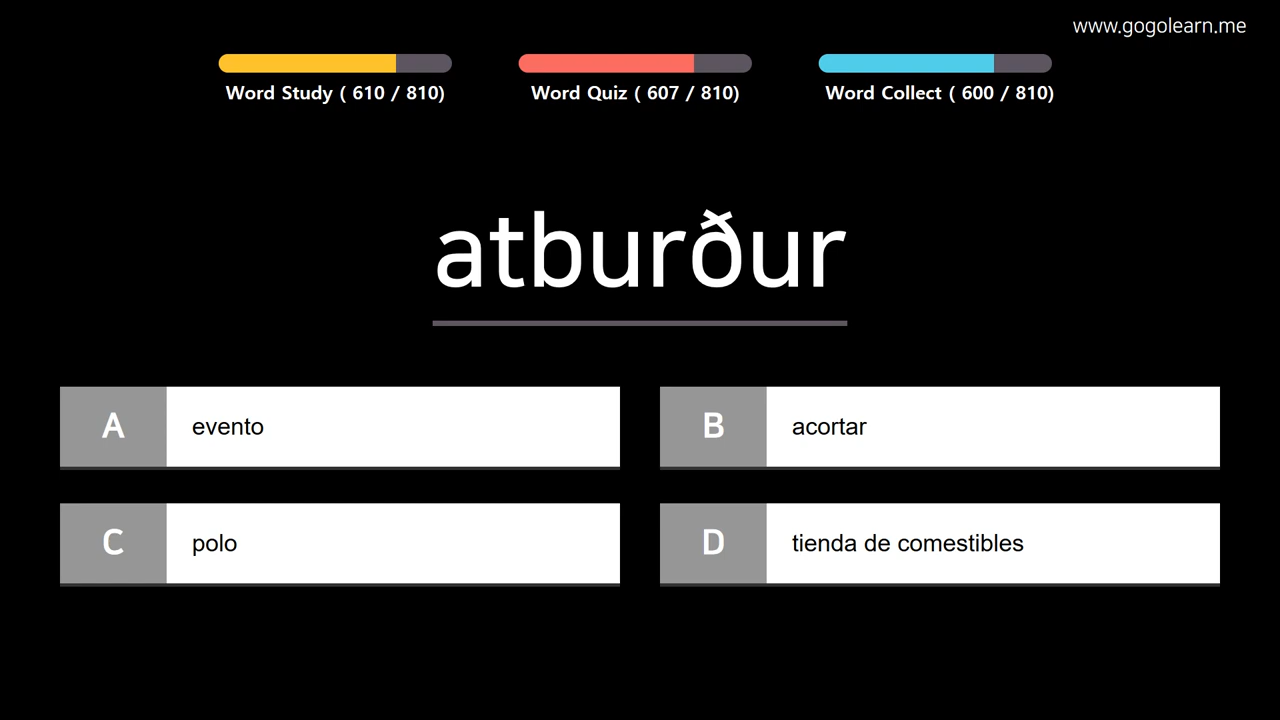 www.gogolearn.me
Word Study ( 610 / 810)
Word Quiz ( 607 / 810)
Word Collect ( 600 / 810)
atburður
A evento
B acortar
C polo
D tienda de comestibles